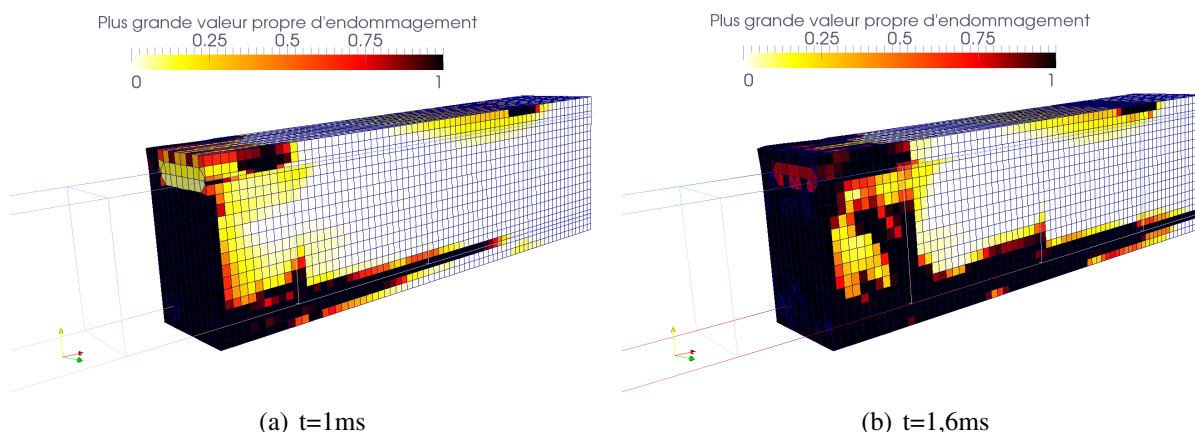 Plus grande valeur propre d'endommagement
0.25 0.5 0.75
0 1
Plus grande valeur propre d'endommagement
0.25 0.5 0.75
0 1
(a) t=1ms
(b) t=1,6ms